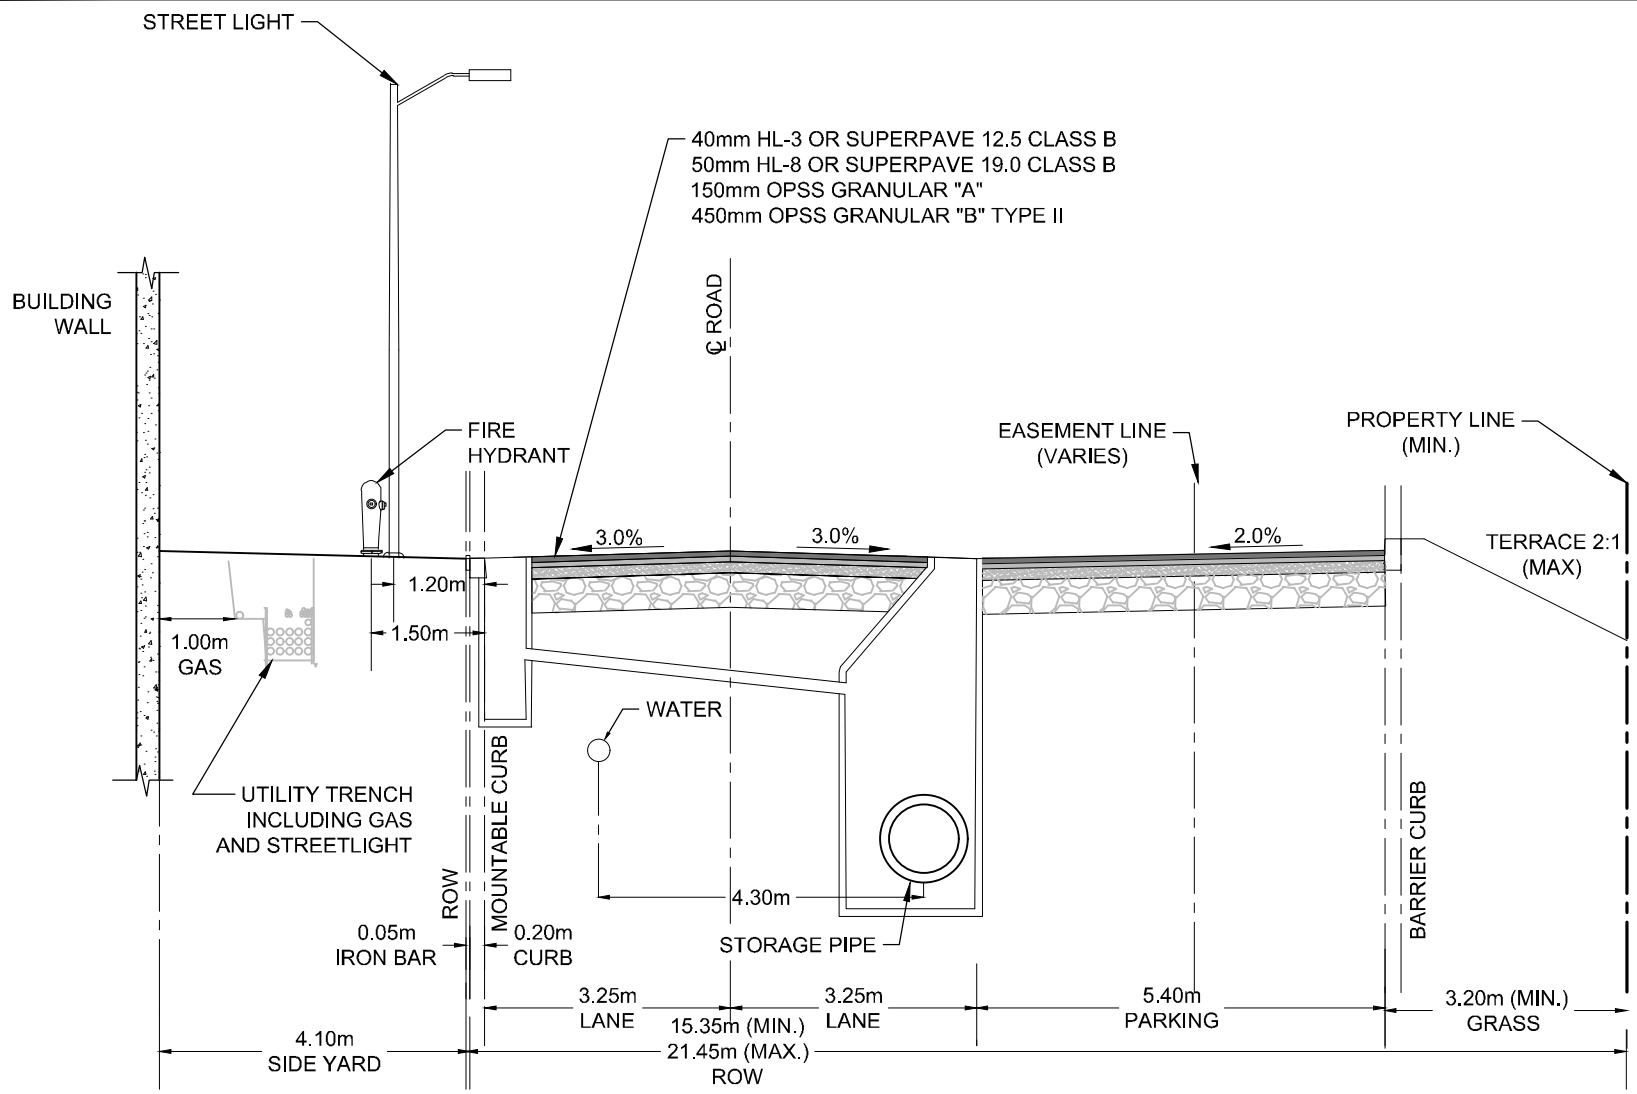 STREET LIGHT
40mm HL-3 OR SUPERPAVE 12.5 CLASS B
50mm HL-8 OR SUPERPAVE 19.0 CLASS B
150mm OPSS GRANULAR "A"
450mm OPSS GRANULAR "B" TYPE II
BUILDING
WALL
℄ ROAD
FIRE
HYDRANT
EASEMENT LINE
(VARIES)
PROPERTY LINE
(MIN.)
3.0%
3.0%
2.0%
TERRACE 2:1
(MAX)
1.20m
1.50m
1.00m
GAS
WATER
UTILITY TRENCH
INCLUDING GAS
AND STREETLIGHT
ROW
MOUNTABLE CURB
BARRIER CURB
4.30m
STORAGE PIPE
0.05m
IRON BAR
0.20m
CURB
3.25m
LANE
3.25m
LANE
5.40m
PARKING
3.20m (MIN.)
GRASS
4.10m
SIDE YARD
15.35m (MIN.)
21.45m (MAX.)
ROW